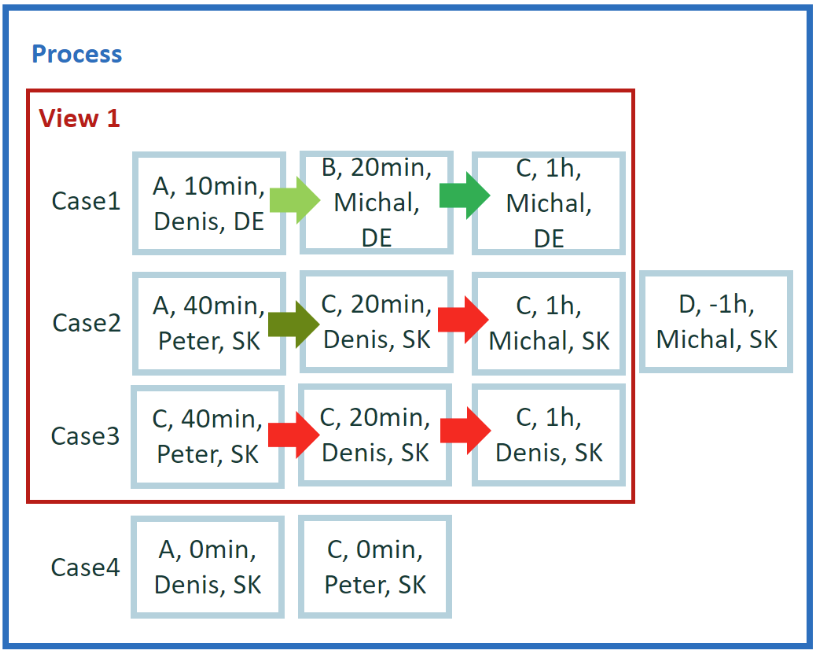 Process
View 1
Case1
A, 10min,
Denis, DE
B, 20min,
Michal,
DE
C, 1h,
Michal,
DE
Case2
A, 40min,
Peter, SK
C, 20min,
Denis, SK
C, 1h,
Michal, SK
D, -1h,
Michal, SK
Case3
C, 40min,
Peter, SK
C, 20min,
Denis, SK
C, 1h,
Denis, SK
Case4
A, 0min,
Denis, SK
C, 0min,
Peter, SK